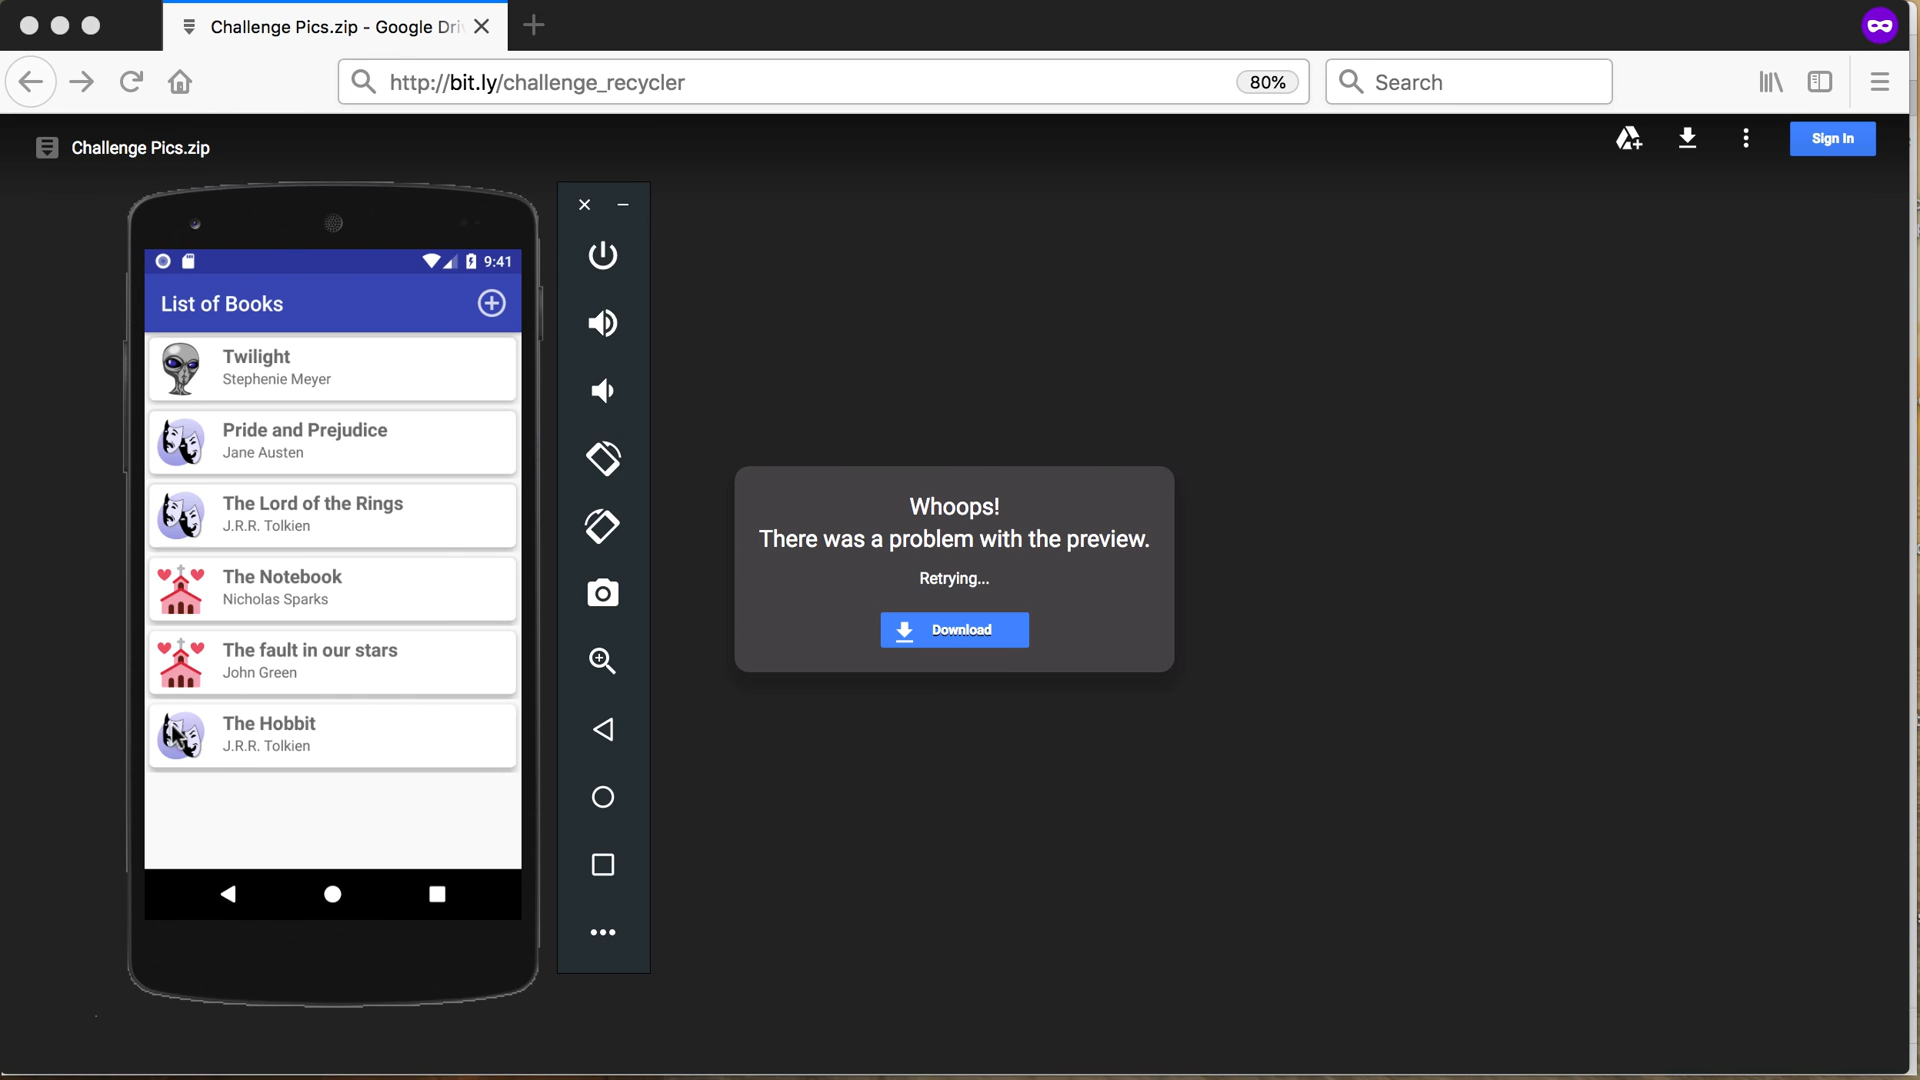 Challenge Pics.zip - Google Dri
http://bit.ly/challenge_recycler
80%
Search
Challenge Pics.zip
Sign In
9:41
List of Books
Twilight
Stephenie Meyer
Pride and Prejudice
Jane Austen
The Lord of the Rings
J.R.R. Tolkien
The Notebook
Nicholas Sparks
The fault in our stars
John Green
The Hobbit
J.R.R. Tolkien
Whoops!
There was a problem with the preview.
Retrying...
Download